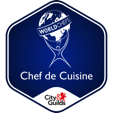 WORLDCHEFS
Chef de Cuisine
City&
Guilds